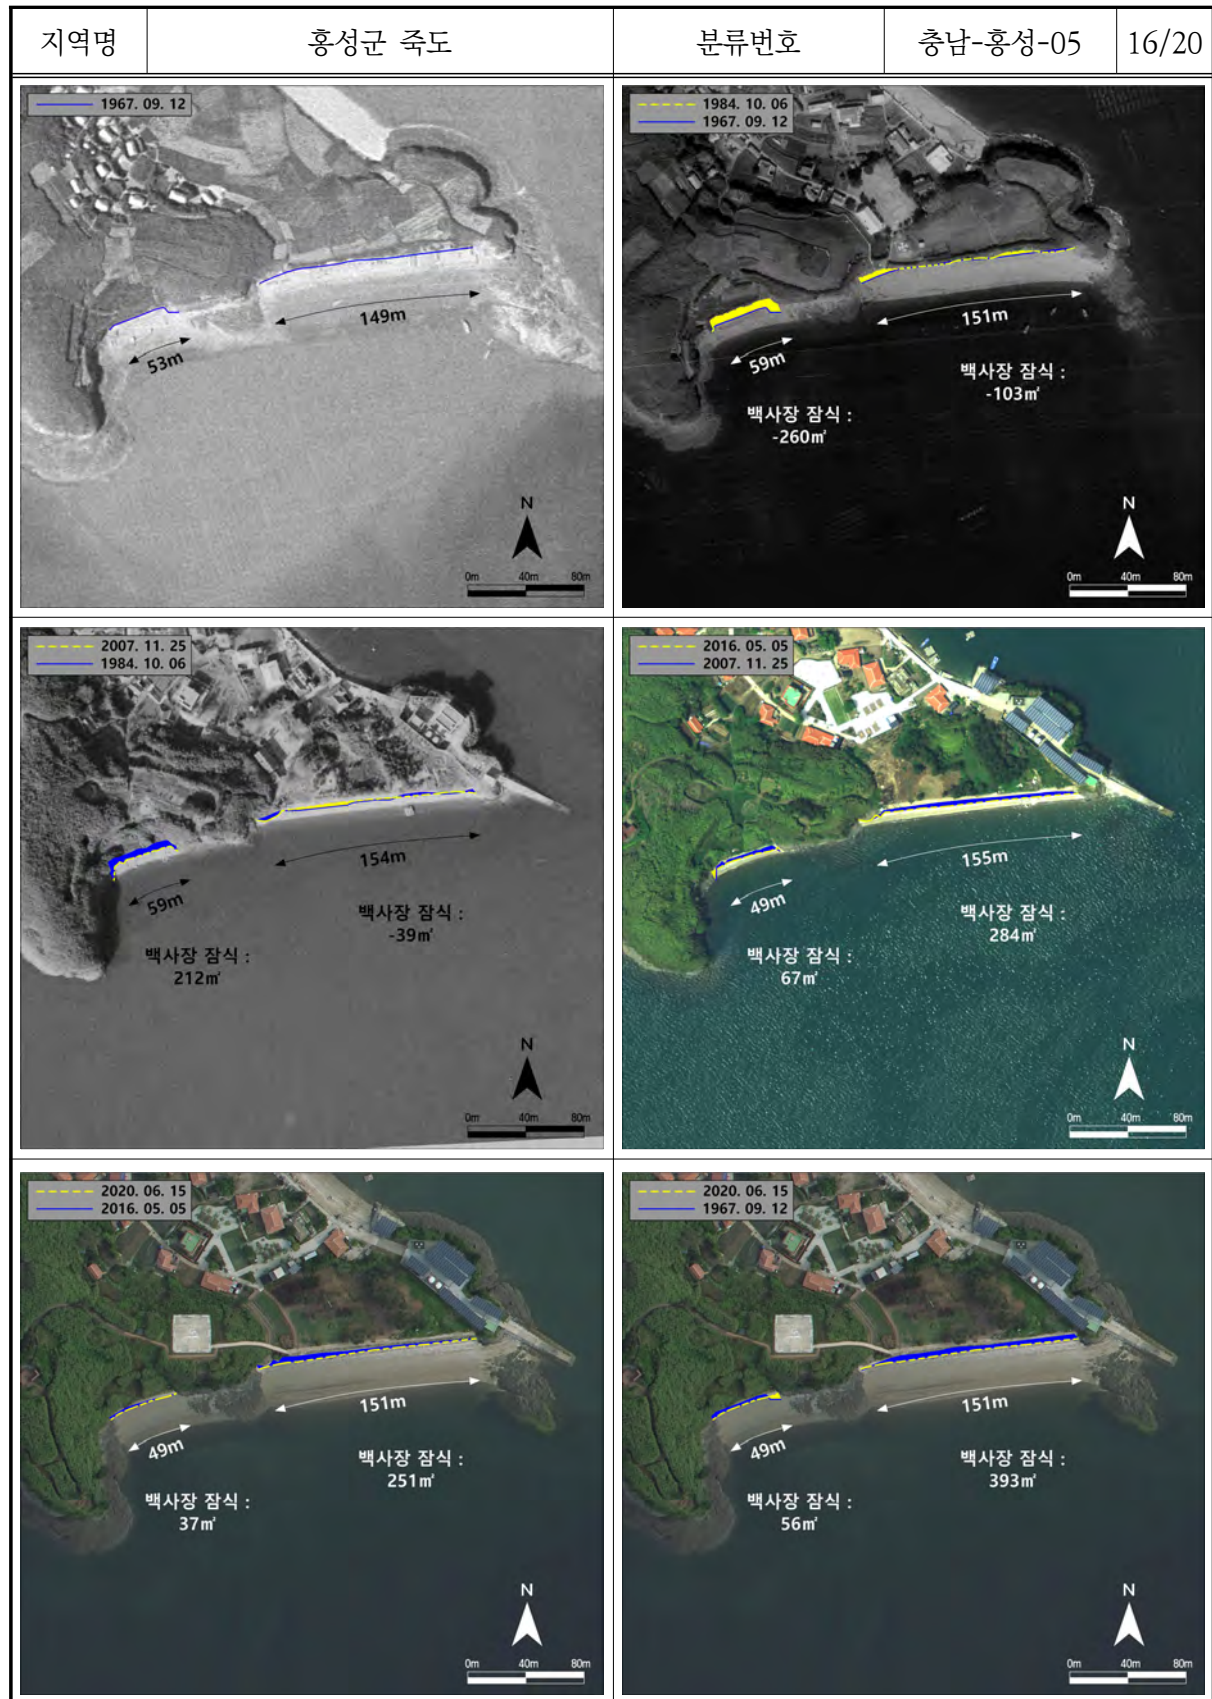 지역명 홍성군 죽도 분류번호 충남-홍성-05 16/20
1967. 09. 12
149m
53m
N
0m 40m 80m
1984. 10. 06
1967. 09. 12
151m
59m
백사장 잠식 :
-103㎡
백사장 잠식 :
-260㎡
N
0m 40m 80m
2007. 11. 25
1984. 10. 06
154m
59m
백사장 잠식 :
-39㎡
백사장 잠식 :
212㎡
N
0m 40m 80m
2016. 05. 05
2007. 11. 25
155m
49m
백사장 잠식 :
284㎡
백사장 잠식 :
67㎡
N
0m 40m 80m
2020. 06. 15
2016. 05. 05
151m
49m
백사장 잠식 :
251㎡
백사장 잠식 :
37㎡
N
0m 40m 80m
2020. 06. 15
1967. 09. 12
151m
49m
백사장 잠식 :
393㎡
백사장 잠식 :
56㎡
N
0m 40m 80m